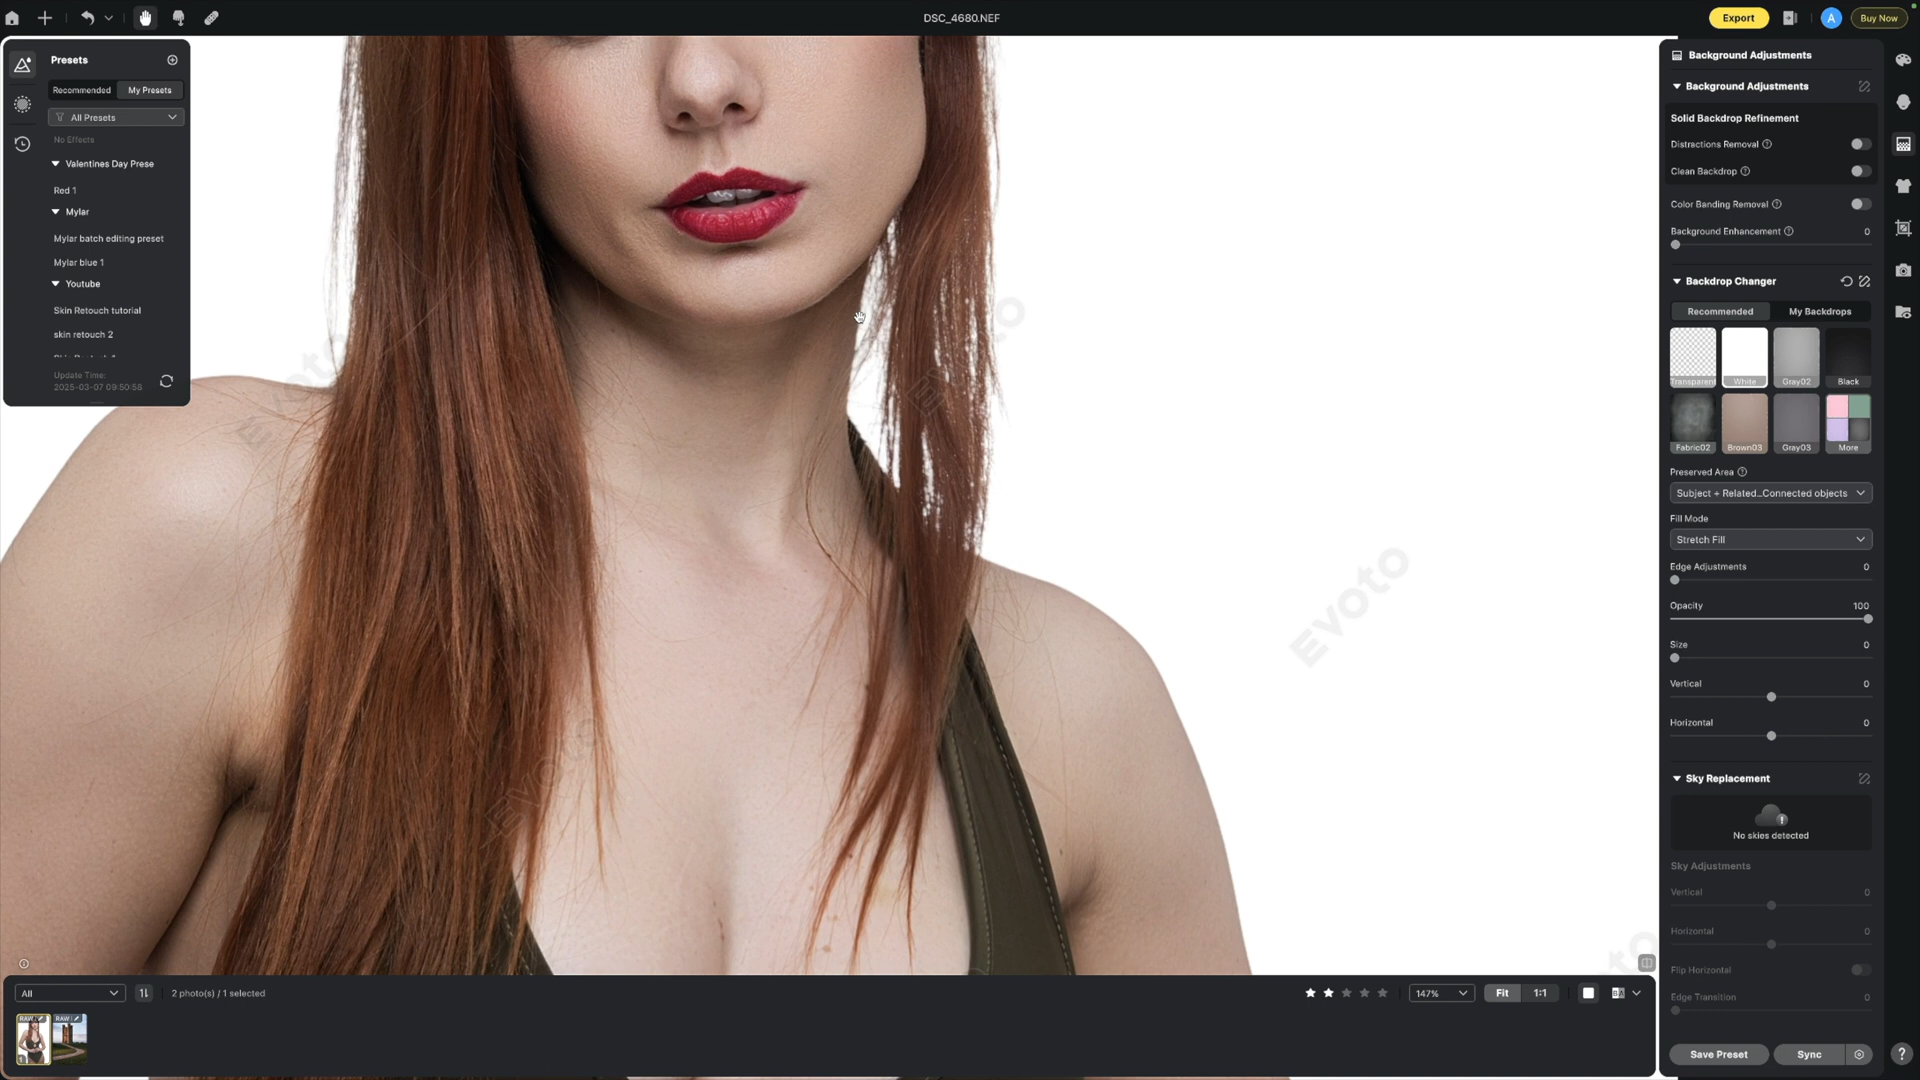 DSC_4680.NEF
Export
A
Buy Now
Presets
Recommended
My Presets
All Presets
No Effects
Valentines Day Prese
Red 1
Mylar
Mylar batch editing preset
Mylar blue 1
Youtube
Skin Retouch tutorial
skin retouch 2
Update Time:
2025-03-07 09:50:58
Evoto
Evoto
Evoto
Evoto
Background Adjustments
Background Adjustments
Solid Backdrop Refinement
Distractions Removal
Clean Backdrop
Color Banding Removal
Background Enhancement 0
Backdrop Changer
Recommended
My Backdrops
Transparent
White
Gray02
Black
Fabric02
Brown03
Gray03
More
Preserved Area
Subject + Related_Connected objects
Fill Mode
Stretch Fill
Edge Adjustments 0
Opacity 100
Size 0
Vertical 0
Horizontal 0
Sky Replacement
No skies detected
Sky Adjustments
Vertical 0
Horizontal 0
Flip Horizontal
Edge Transition 0
Save Preset
Sync
All
2 photo(s) / 1 selected
147%
Fit
1:1
RAW
RAW
1